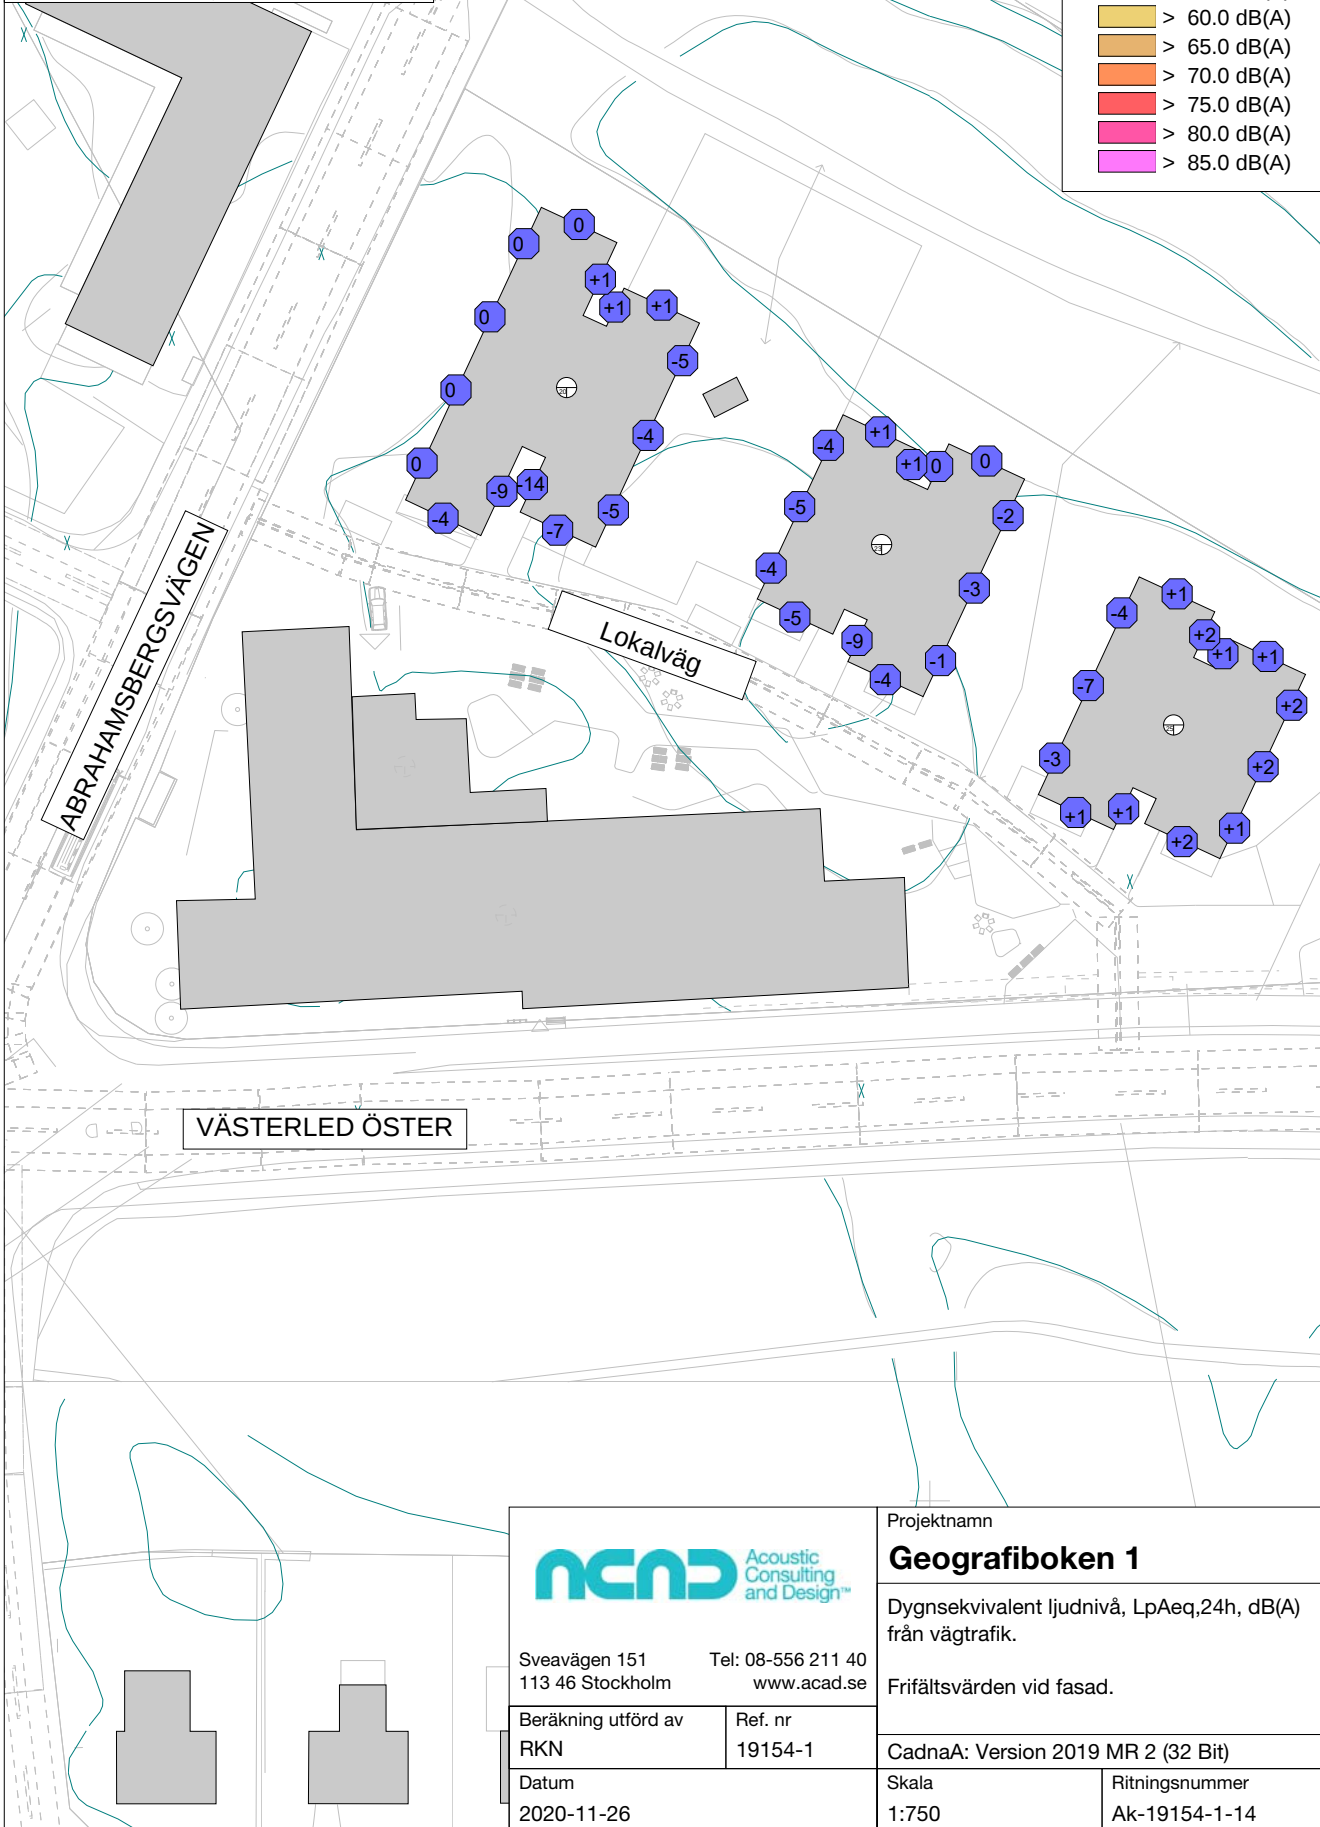 > 60.0 dB(A)
> 65.0 dB(A)
> 70.0 dB(A)
> 75.0 dB(A)
> 80.0 dB(A)
> 85.0 dB(A)
0
0
+1
+1
+1
0
-5
0
-4
0
-9
-14
-5
-4
-7
20
+1
-4
+1
0
0
-5
-2
-4
-3
-5
-9
-1
-4
23
+1
-4
+2
+1
+1
-7
+2
-3
+2
+1
+1
+1
+2
25
ABRAHAMSBERGSVÄGEN
Lokalväg
VÄSTERLED ÖSTER
ACAD
Acoustic
Consulting
and Design™
Sveavägen 151
113 46 Stockholm
Tel: 08-556 211 40
www.acad.se
Beräkning utförd av
RKN
Ref. nr
19154-1
Datum
2020-11-26
Projektnamn
Geografiboken 1
Dygnsekvivalent ljudnivå, LpAeq,24h, dB(A)
från vägtrafik.
Frifältsvärden vid fasad.
CadnaA: Version 2019 MR 2 (32 Bit)
Skala
1:750
Ritningsnummer
Ak-19154-1-14